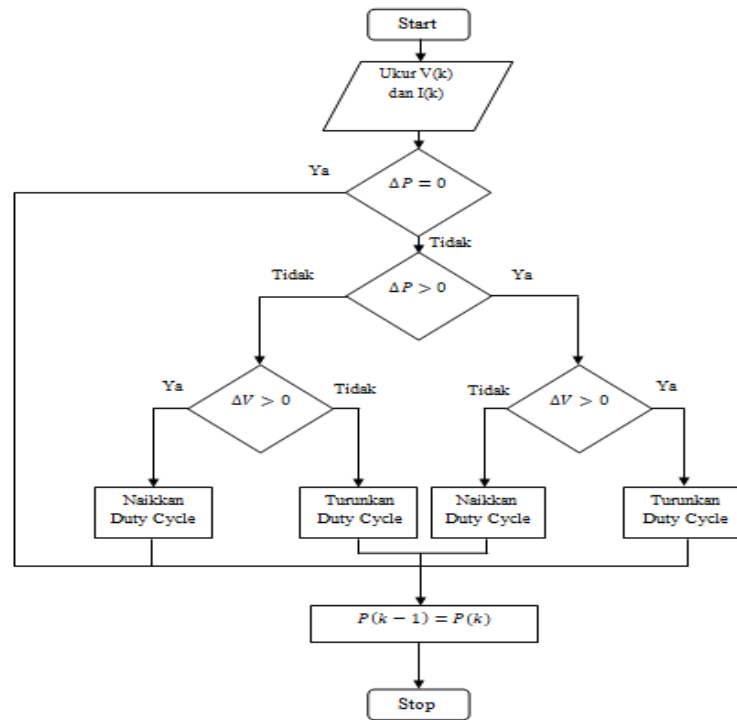 Start
Ukur V(k)
dan I(k)
Ya
ΔP = 0
Tidak
Tidak
ΔP > 0
Ya
Ya
ΔV > 0
Tidak
Tidak
ΔV > 0
Ya
Naikkan
Duty Cycle
Turunkan
Duty Cycle
Naikkan
Duty Cycle
Turunkan
Duty Cycle
P(k − 1) = P(k)
Stop